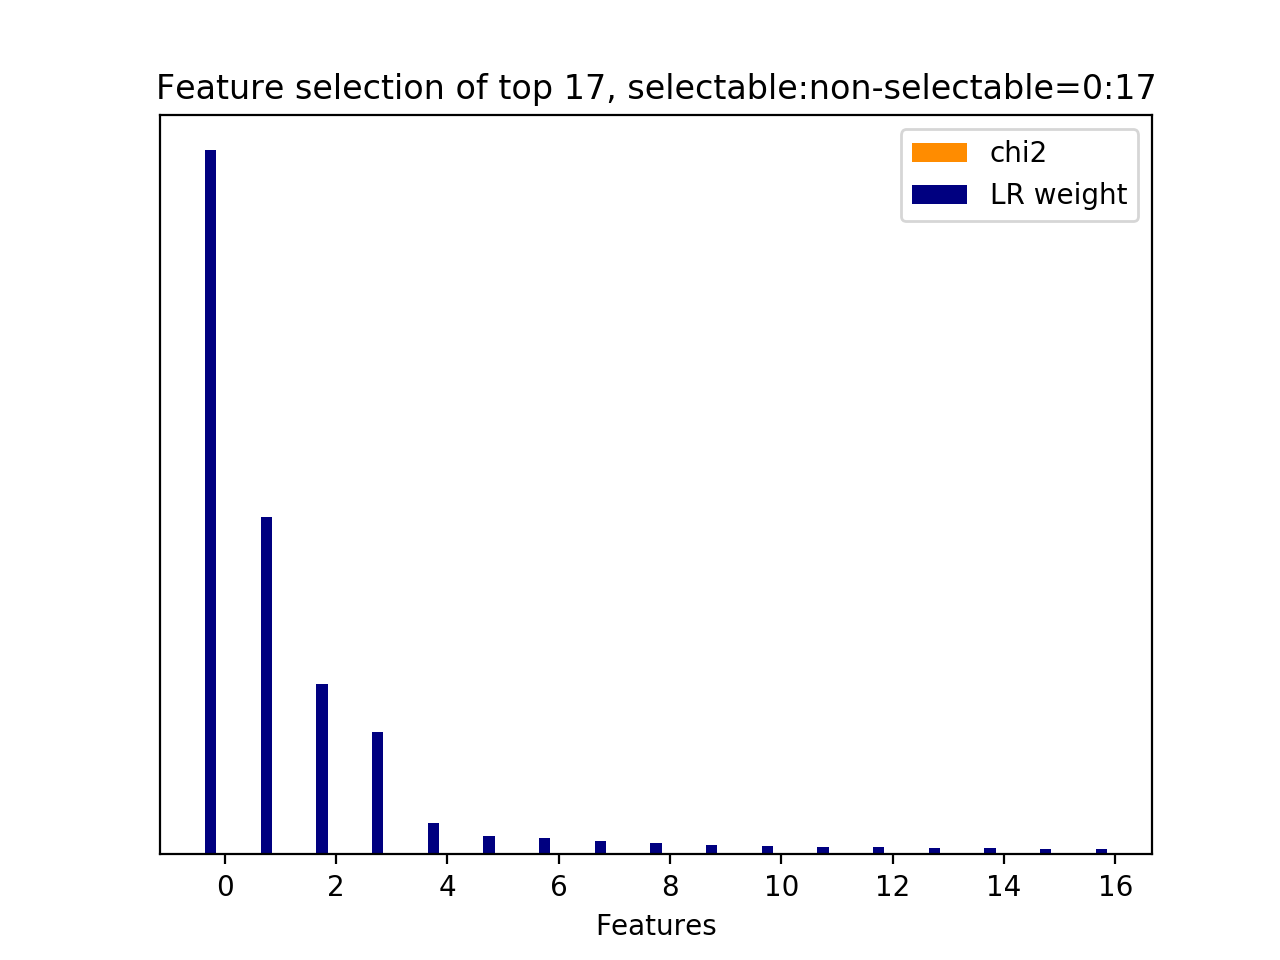 Feature selection of top 17, selectable:non-selectable=0:17
chi2
LR weight
0 2 4 6 8 10 12 14 16
Features